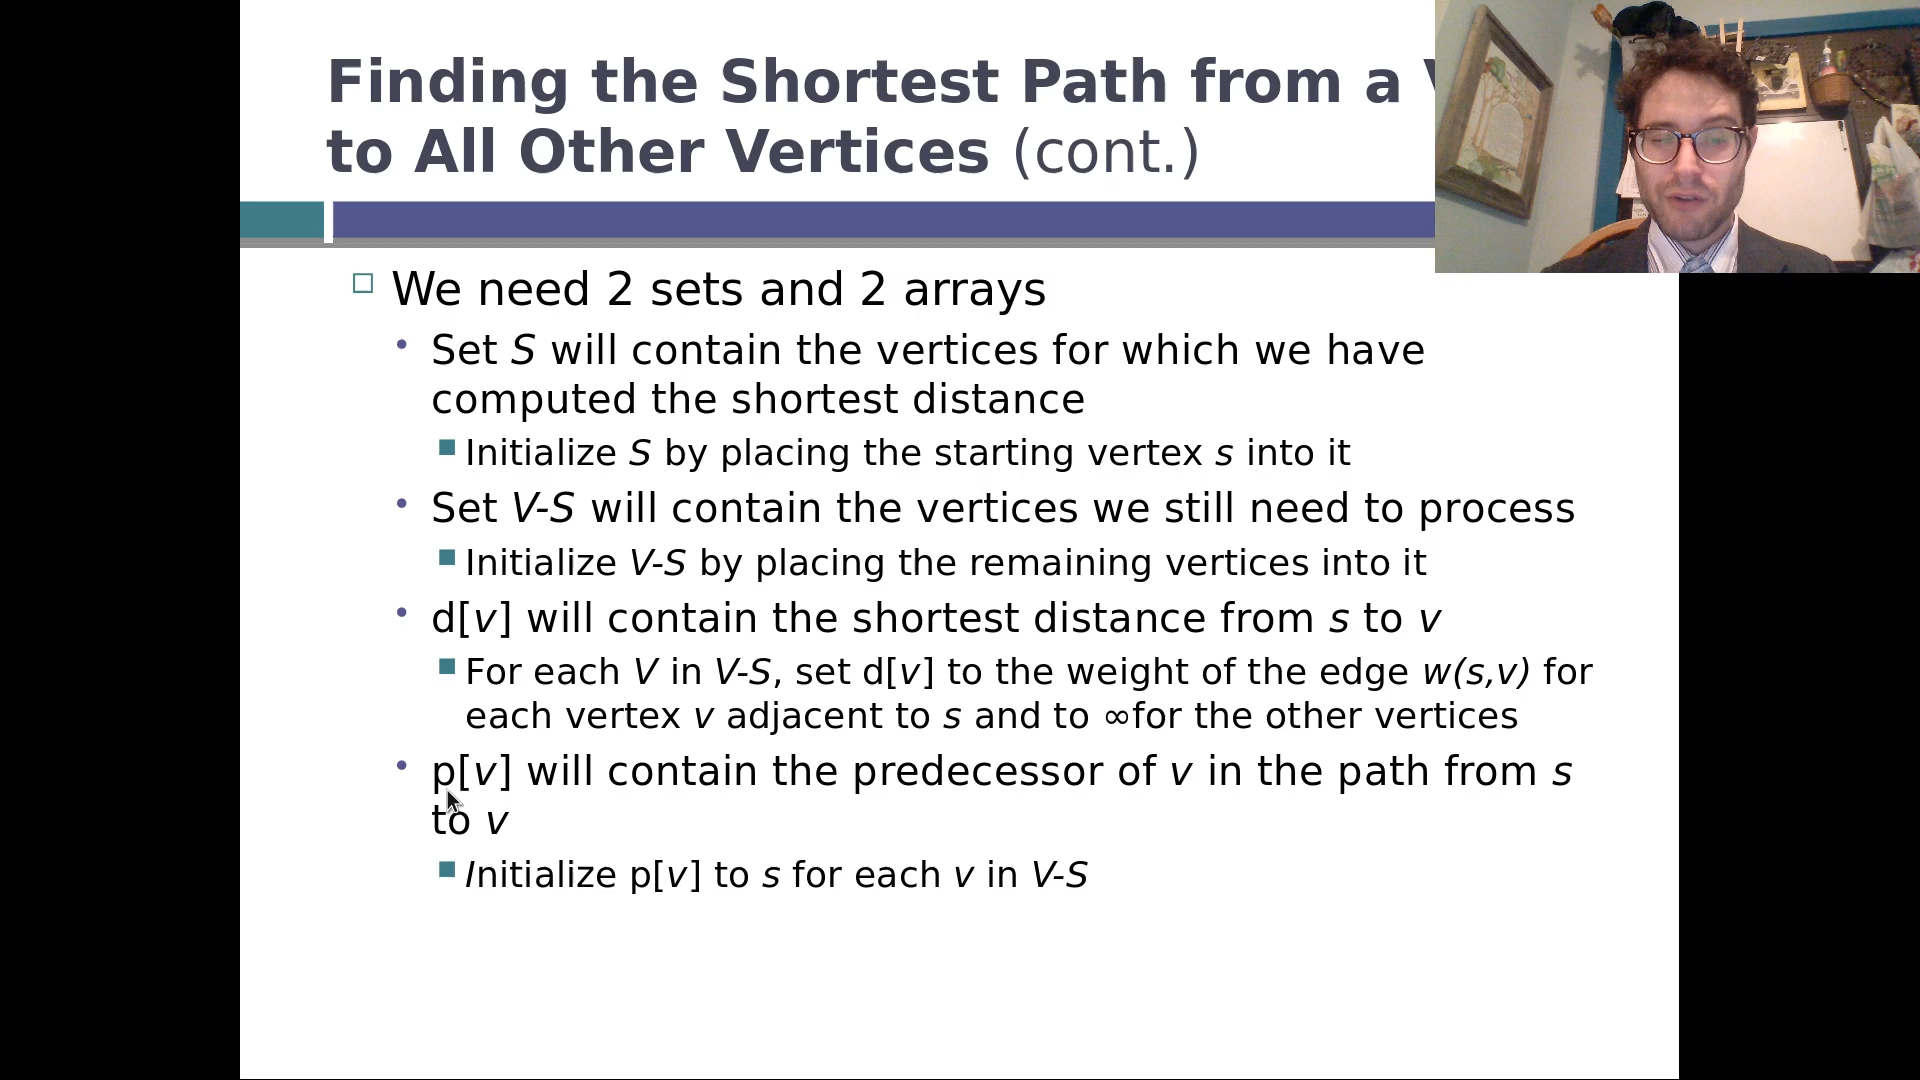 Finding the Shortest Path from a
to All Other Vertices (cont.)
We need 2 sets and 2 arrays
Set S will contain the vertices for which we have
computed the shortest distance
Initialize S by placing the starting vertex s into it
Set V-S will contain the vertices we still need to process
Initialize V-S by placing the remaining vertices into it
d[v] will contain the shortest distance from s to v
For each V in V-S, set d[v] to the weight of the edge w(s,v) for
each vertex v adjacent to s and to ∞for the other vertices
p[v] will contain the predecessor of v in the path from s
to v
Initialize p[v] to s for each v in V-S